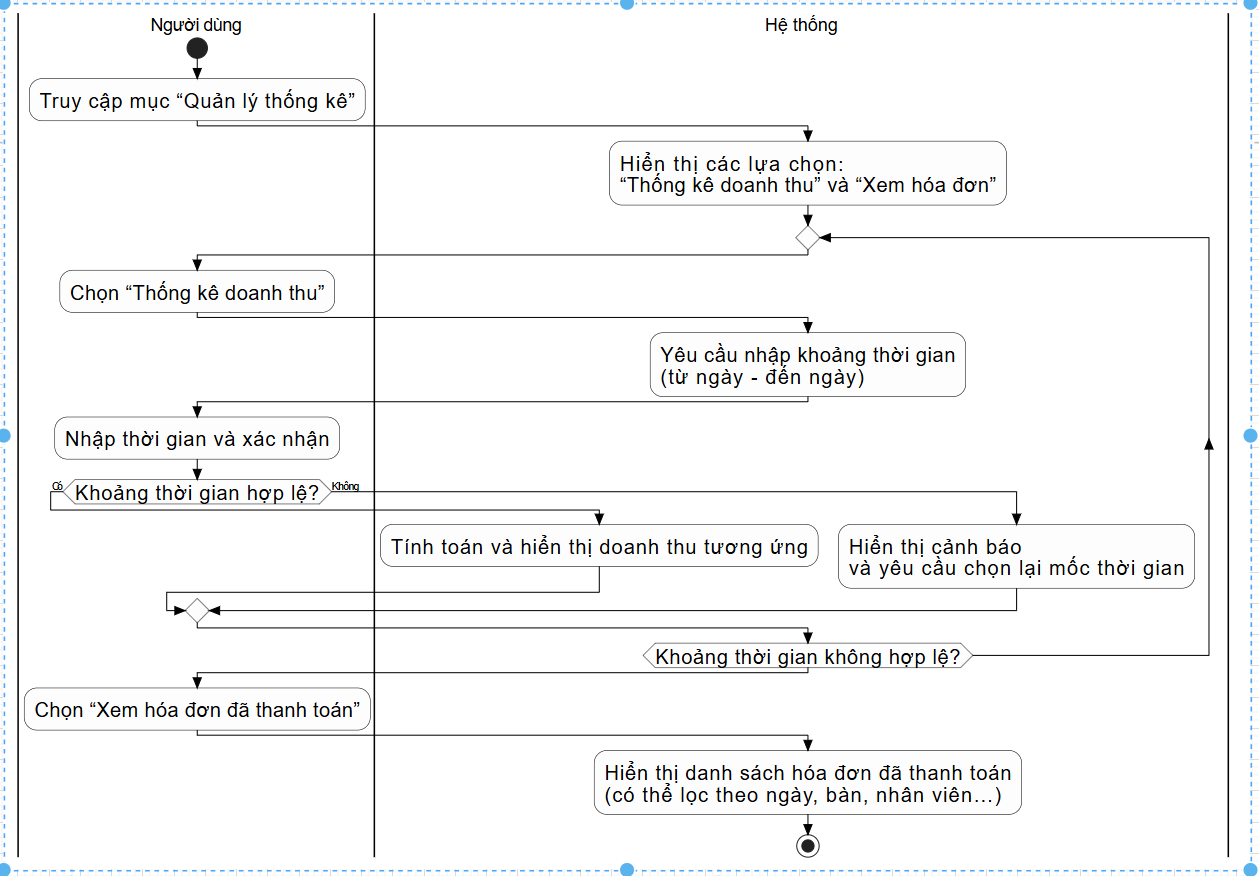 Người dùng
Hệ thống
Truy cập mục “Quản lý thống kê”
Hiển thị các lựa chọn:
“Thống kê doanh thu” và “Xem hóa đơn”
Chọn “Thống kê doanh thu”
Yêu cầu nhập khoảng thời gian
(từ ngày - đến ngày)
Nhập thời gian và xác nhận
Có
Khoảng thời gian hợp lệ?
Không
Tính toán và hiển thị doanh thu tương ứng
Hiển thị cảnh báo
và yêu cầu chọn lại mốc thời gian
Khoảng thời gian không hợp lệ?
Chọn “Xem hóa đơn đã thanh toán”
Hiển thị danh sách hóa đơn đã thanh toán
(có thể lọc theo ngày, bàn, nhân viên...)